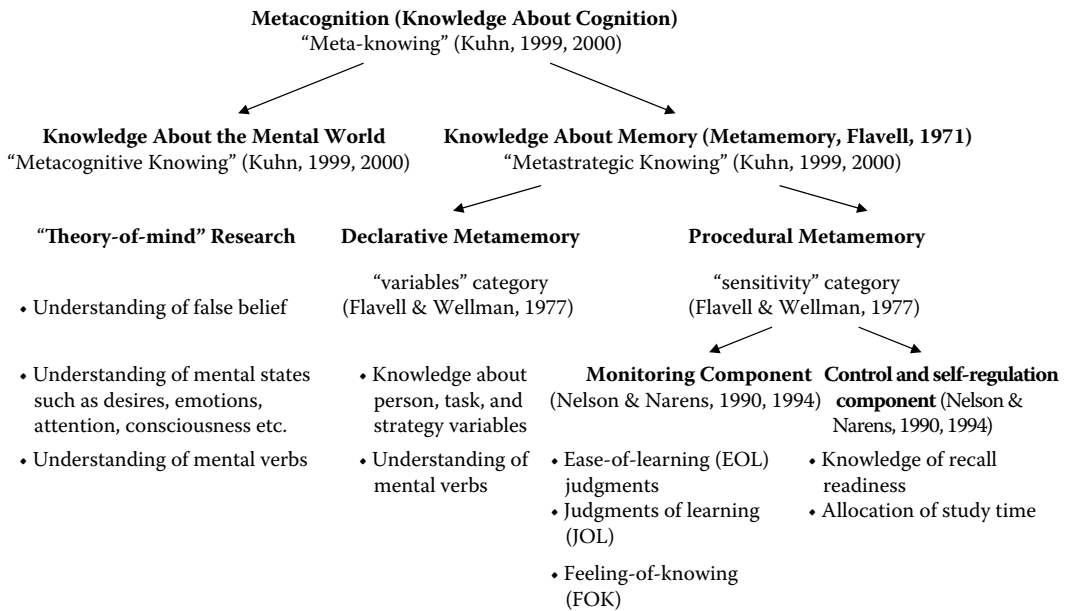 Metacognition (Knowledge About Cognition)
“Meta-knowing” (Kuhn, 1999, 2000)
Knowledge About the Mental World
“Metacognitive Knowing” (Kuhn, 1999, 2000)
Knowledge About Memory (Metamemory, Flavell, 1971)
“Metastrategic Knowing” (Kuhn, 1999, 2000)
“Theory-of-mind” Research
• Understanding of false belief
• Understanding of mental states
such as desires, emotions,
attention, consciousness etc.
• Understanding of mental verbs
Declarative Metamemory
“variables” category
(Flavell & Wellman, 1977)
• Knowledge about
person, task, and
strategy variables
• Understanding of
mental verbs
Procedural Metamemory
“sensitivity” category
(Flavell & Wellman, 1977)
Monitoring Component
(Nelson & Narens, 1990, 1994)
• Ease-of-learning (EOL)
judgments
• Judgments of learning
(JOL)
• Feeling-of-knowing
(FOK)
Control and self-regulation
component (Nelson &
Narens, 1990, 1994)
• Knowledge of recall
readiness
• Allocation of study time